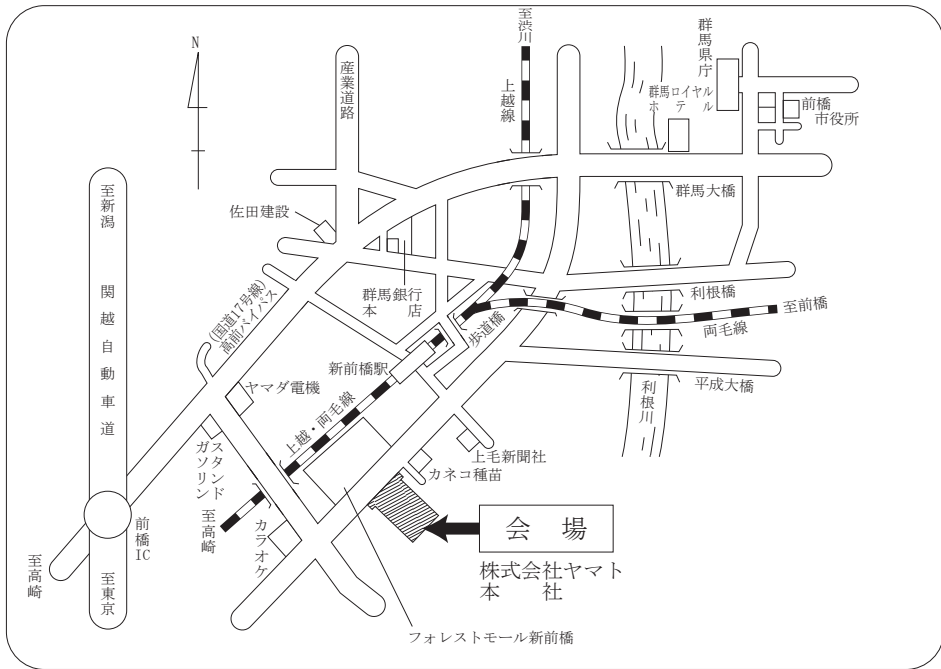 N
産業道路
至渋川
上越線
群馬県庁
群馬ロイヤル
ホテル
前橋
市役所
群馬大橋
至新潟
関越自動車道
佐田建設
群馬銀行
本店
(国道17号線)
高前バイパス
利根橋
至前橋
両毛線
歩道橋
新前橋駅
平成大橋
利根川
ヤマダ電機
上越・両毛線
ガソリン
スタンド
上毛新聞社
カネコ種苗
至高崎
カラオケ
前橋
IC
至高崎
至東京
会場
株式会社ヤマト
本社
フォレストモール新前橋